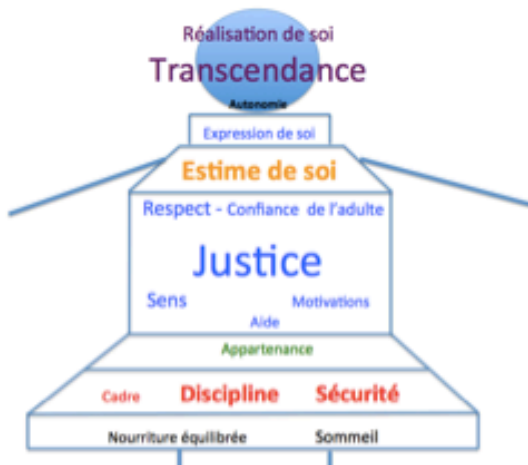 Réalisation de soi
Transcendance
Autonomie
Expression de soi
Estime de soi
Respect - Confiance de l'adulte
Justice
Sens Motivations
Aide
Appartenance
Cadre Discipline Sécurité
Nourriture équilibrée Sommeil